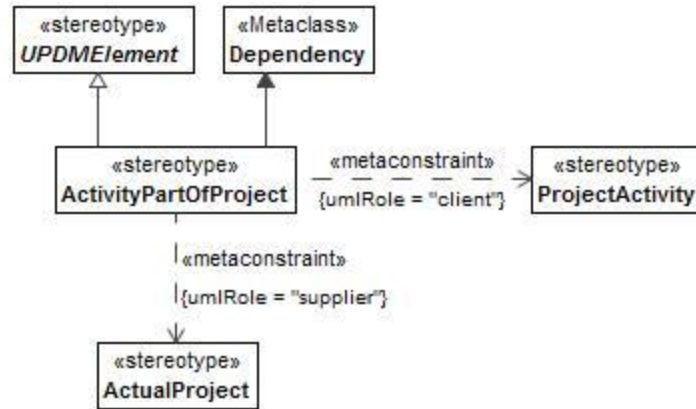 «stereotype»
UPDMElement
«Metaclass»
Dependency
«stereotype»
ActivityPartOfProject
«metaconstraint»
{umlRole = "client"}
«stereotype»
ProjectActivity
«metaconstraint»
{umlRole = "supplier"}
«stereotype»
ActualProject